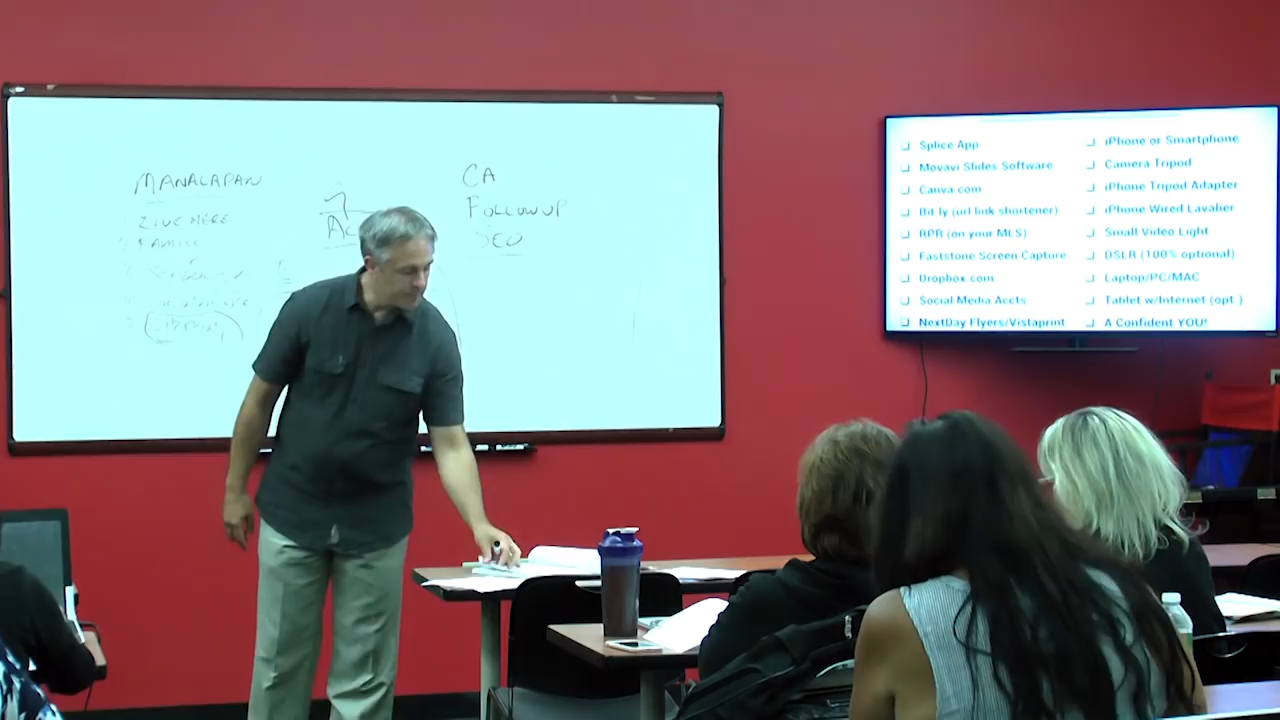 MANALAPAN
LIVE HERE
FAMILY
CA
FOLLOWUP
SEO
Splice App
Movavi Slides Software
Canva.com
Bit.ly (url link shortener)
RPR (on your MLS)
Faststone Screen Capture
Dropbox.com
Social Media Accts
NextDay Flyers/Vistaprint
iPhone or Smartphone
Camera Tripod
iPhone Tripod Adapter
iPhone Wired Lavalier
Small Video Light
DSLR (100% optional)
Laptop/PC/MAC
Tablet w/Internet (opt.)
A Confident YOU!